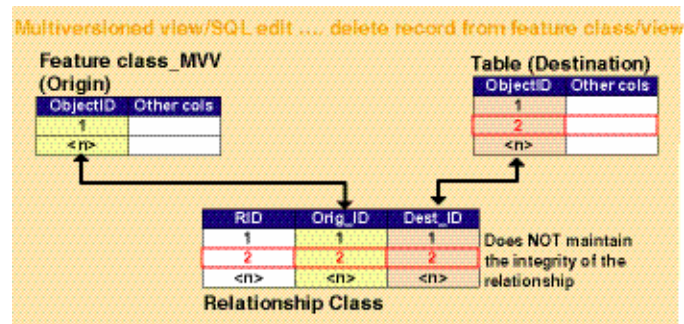 Multiversioned view/SQL edit .... delete record from feature class/view
Feature class_MVV
(Origin)
ObjectID Other cols
1
<n>
Table (Destination)
ObjectID Other cols
1
2
<n>
RID Orig_ID Dest_ID
1 1 1
2 2 2
<n> <n> <n>
Does NOT maintain
the integrity of the
relationship
Relationship Class